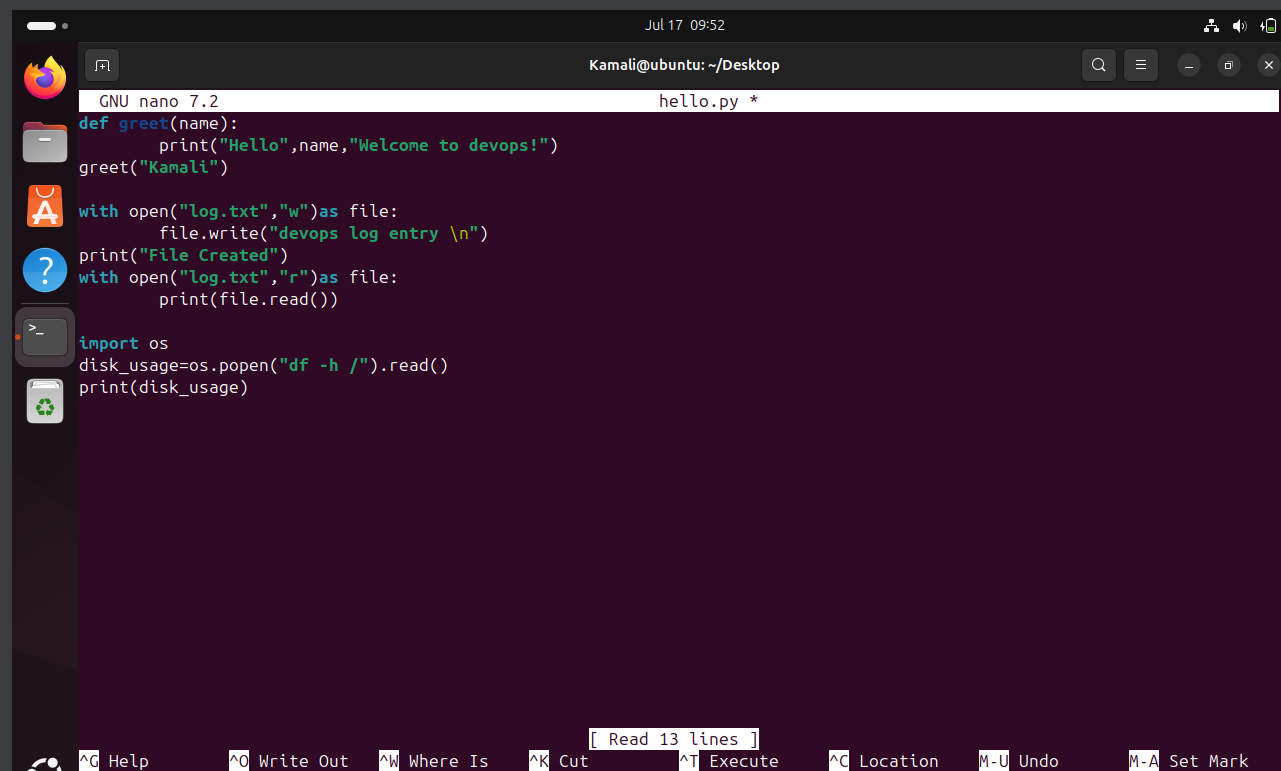 Jul 17 09:52
Kamali@ubuntu: ~/Desktop
GNU nano 7.2 hello.py *
def greet(name):
        print("Hello",name,"Welcome to devops!")
greet("Kamali")

with open("log.txt","w")as file:
        file.write("devops log entry \n")
print("File Created")
with open("log.txt","r")as file:
        print(file.read())

import os
disk_usage=os.popen("df -h /").read()
print(disk_usage)
[ Read 13 lines ]
^G Help ^O Write Out ^W Where Is ^K Cut ^T Execute ^C Location M-U Undo M-A Set Mark